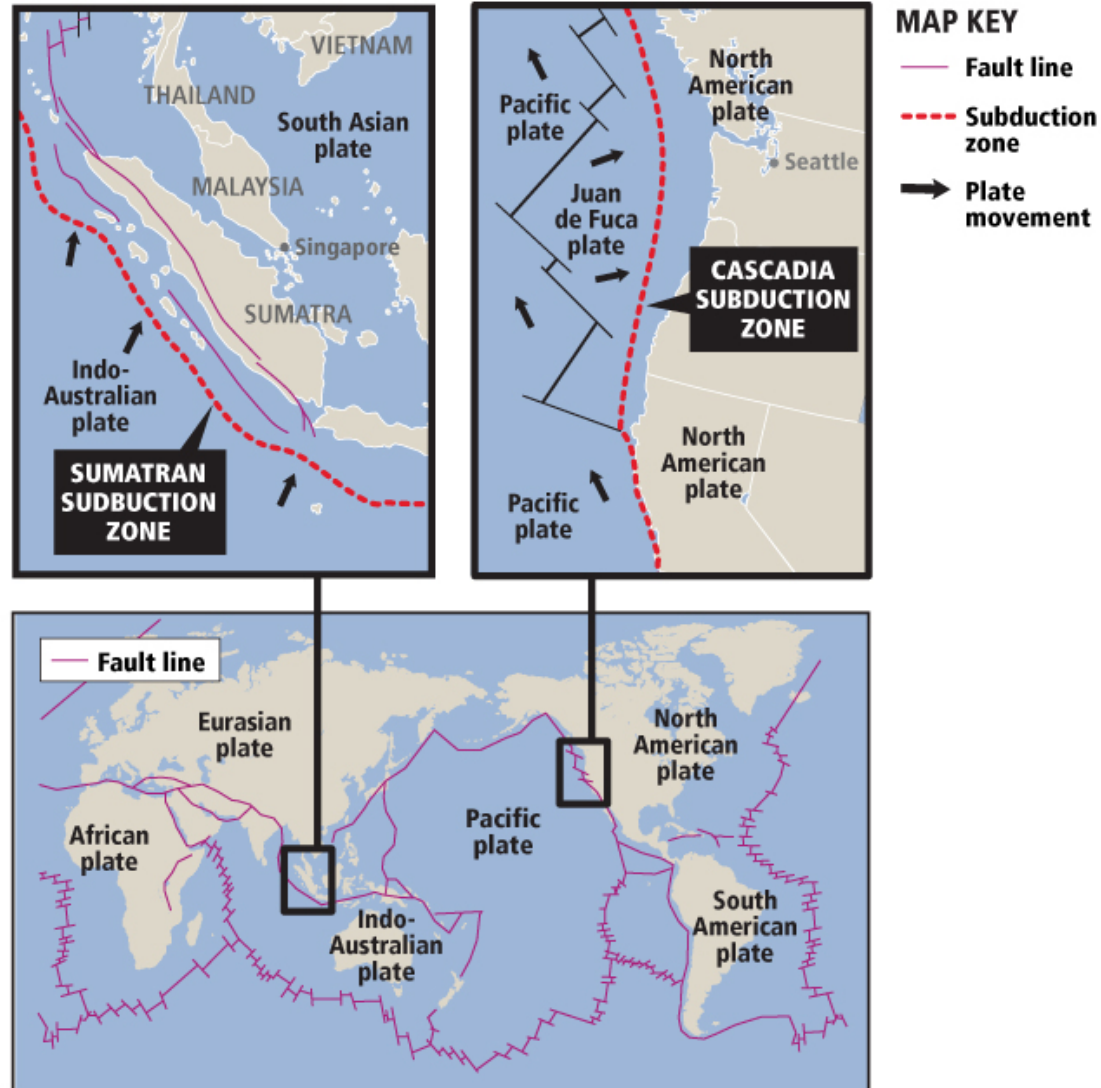 VIETNAM
THAILAND
South Asian
plate
MALAYSIA
Singapore
SUMATRA
Indo-
Australian
plate
SUMATRAN
SUDBUCTION
ZONE
North
American
plate
Pacific
plate
Seattle
Juan
de Fuca
plate
CASCADIA
SUBDUCTION
ZONE
North
American
plate
Pacific
plate
MAP KEY
Fault line
Subduction
zone
Plate
movement
Fault line
Eurasian
plate
North
American
plate
African
plate
Pacific
plate
Indo-
Australian
plate
South
American
plate